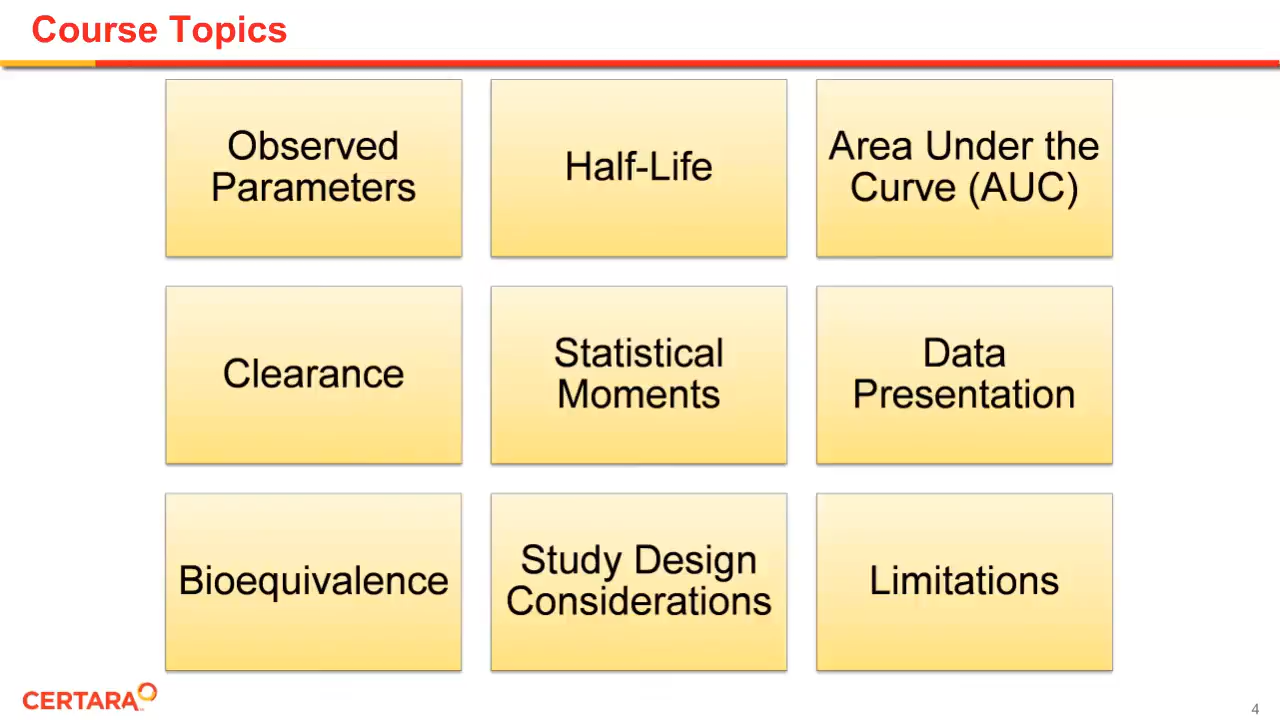 Course Topics
Observed
Parameters
Half-Life
Area Under the
Curve (AUC)
Clearance
Statistical
Moments
Data
Presentation
Bioequivalence
Study Design
Considerations
Limitations
CERTARA
4